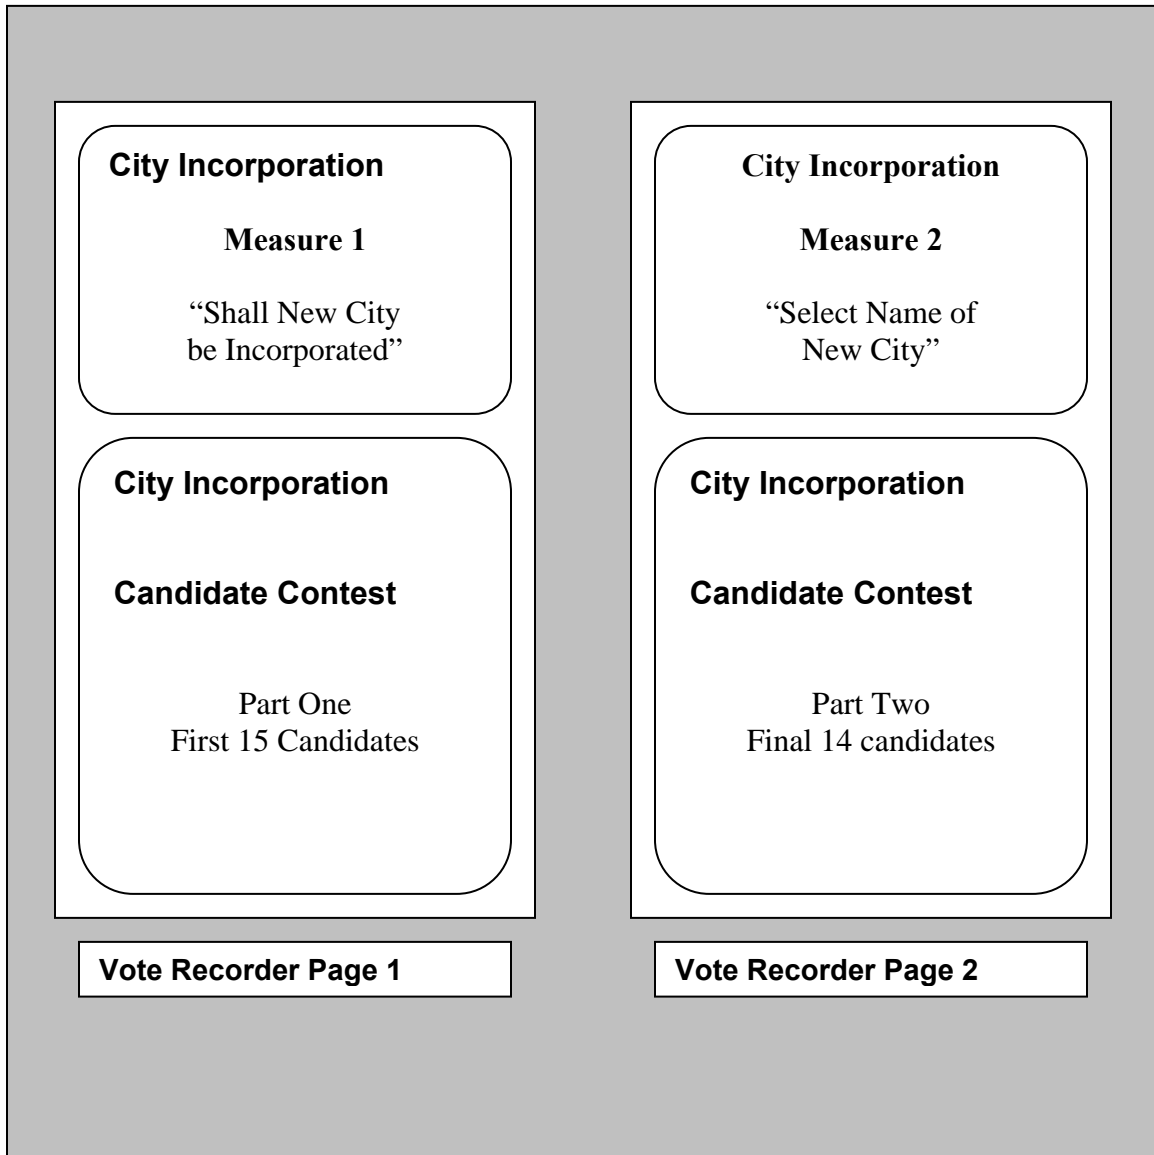 City Incorporation
Measure 1
“Shall New City
be Incorporated”
City Incorporation
Candidate Contest
Part One
First 15 Candidates
Vote Recorder Page 1
City Incorporation
Measure 2
“Select Name of
New City”
City Incorporation
Candidate Contest
Part Two
Final 14 candidates
Vote Recorder Page 2